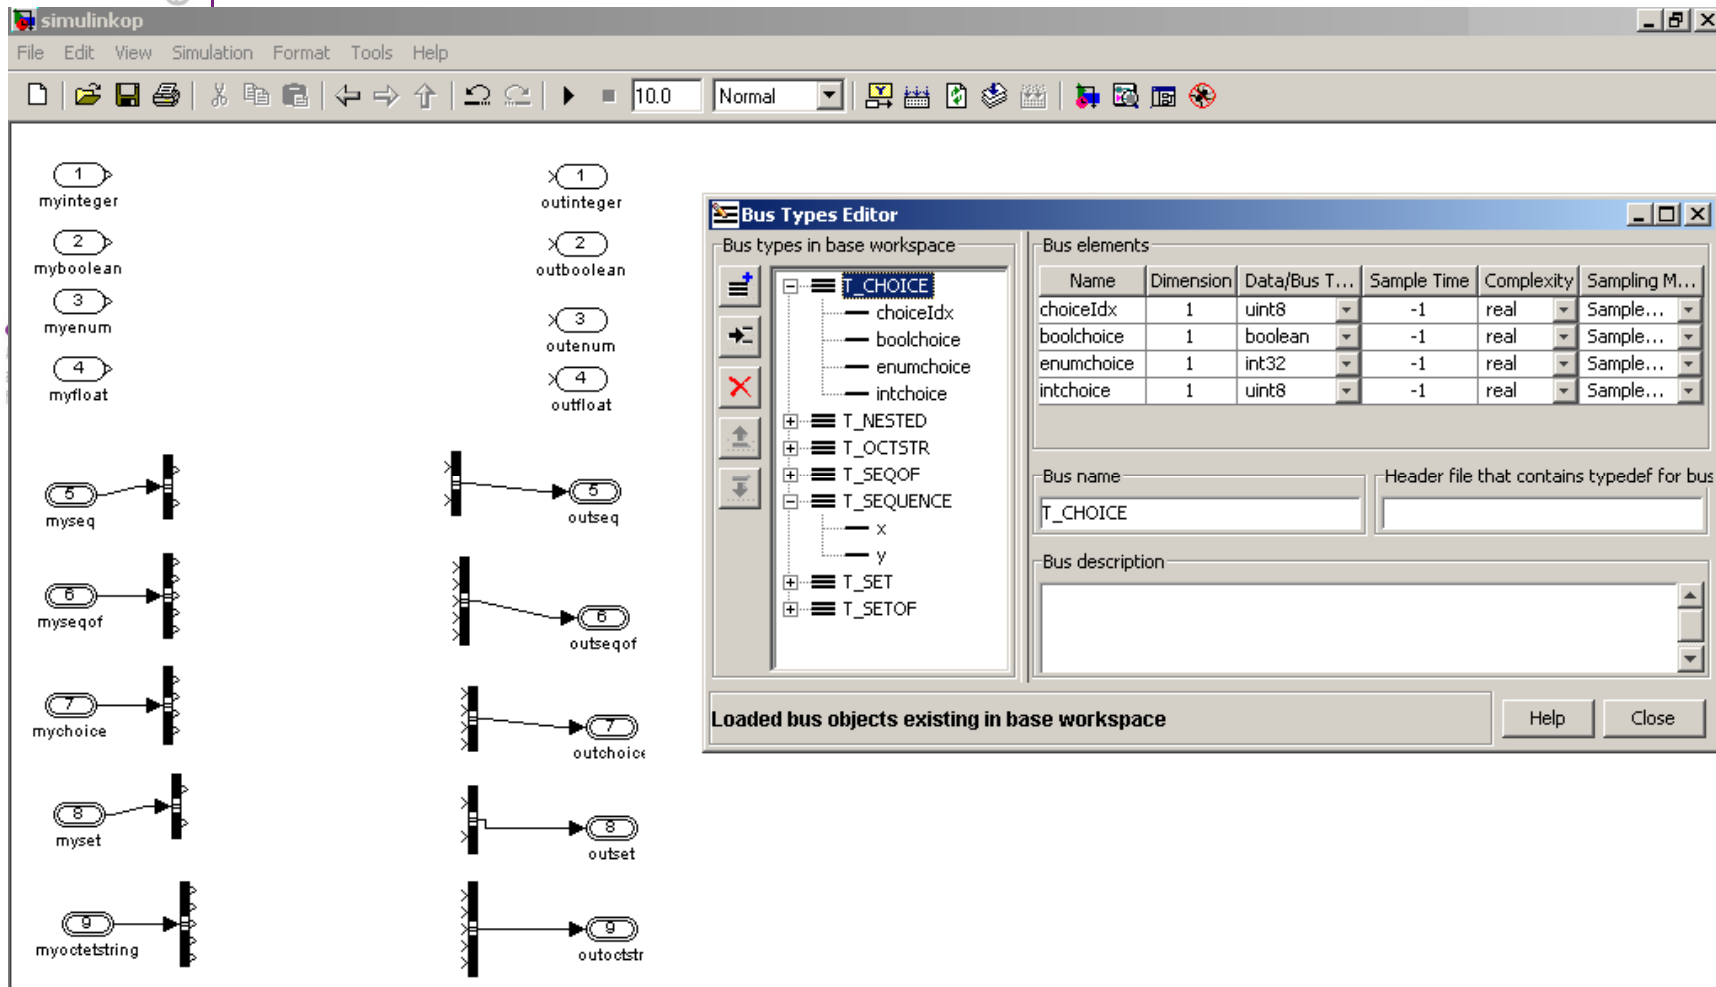 simulinkop
File Edit View Simulation Format Tools Help
10.0 Normal
1
myinteger
2
myboolean
3
myenum
4
myfloat
5
myseq
6
myseqof
7
mychoice
8
myset
9
myoctetstring
1
outinteger
2
outboolean
3
outenum
4
outfloat
5
outseq
6
outseqof
7
outchoice
8
outset
9
outoctstr
Bus Types Editor
Bus types in base workspace
T_CHOICE
choiceIdx
boolchoice
enumchoice
intchoice
T_NESTED
T_OCTSTR
T_SEQOF
T_SEQUENCE
x
y
T_SET
T_SETOF
Bus elements
Name Dimension Data/Bus T... Sample Time Complexity Sampling M...
choiceIdx 1 uint8 -1 real Sample...
boolchoice 1 boolean -1 real Sample...
enumchoice 1 int32 -1 real Sample...
intchoice 1 uint8 -1 real Sample...
Bus name
T_CHOICE
Header file that contains typedef for bus
Bus description
Loaded bus objects existing in base workspace
Help Close